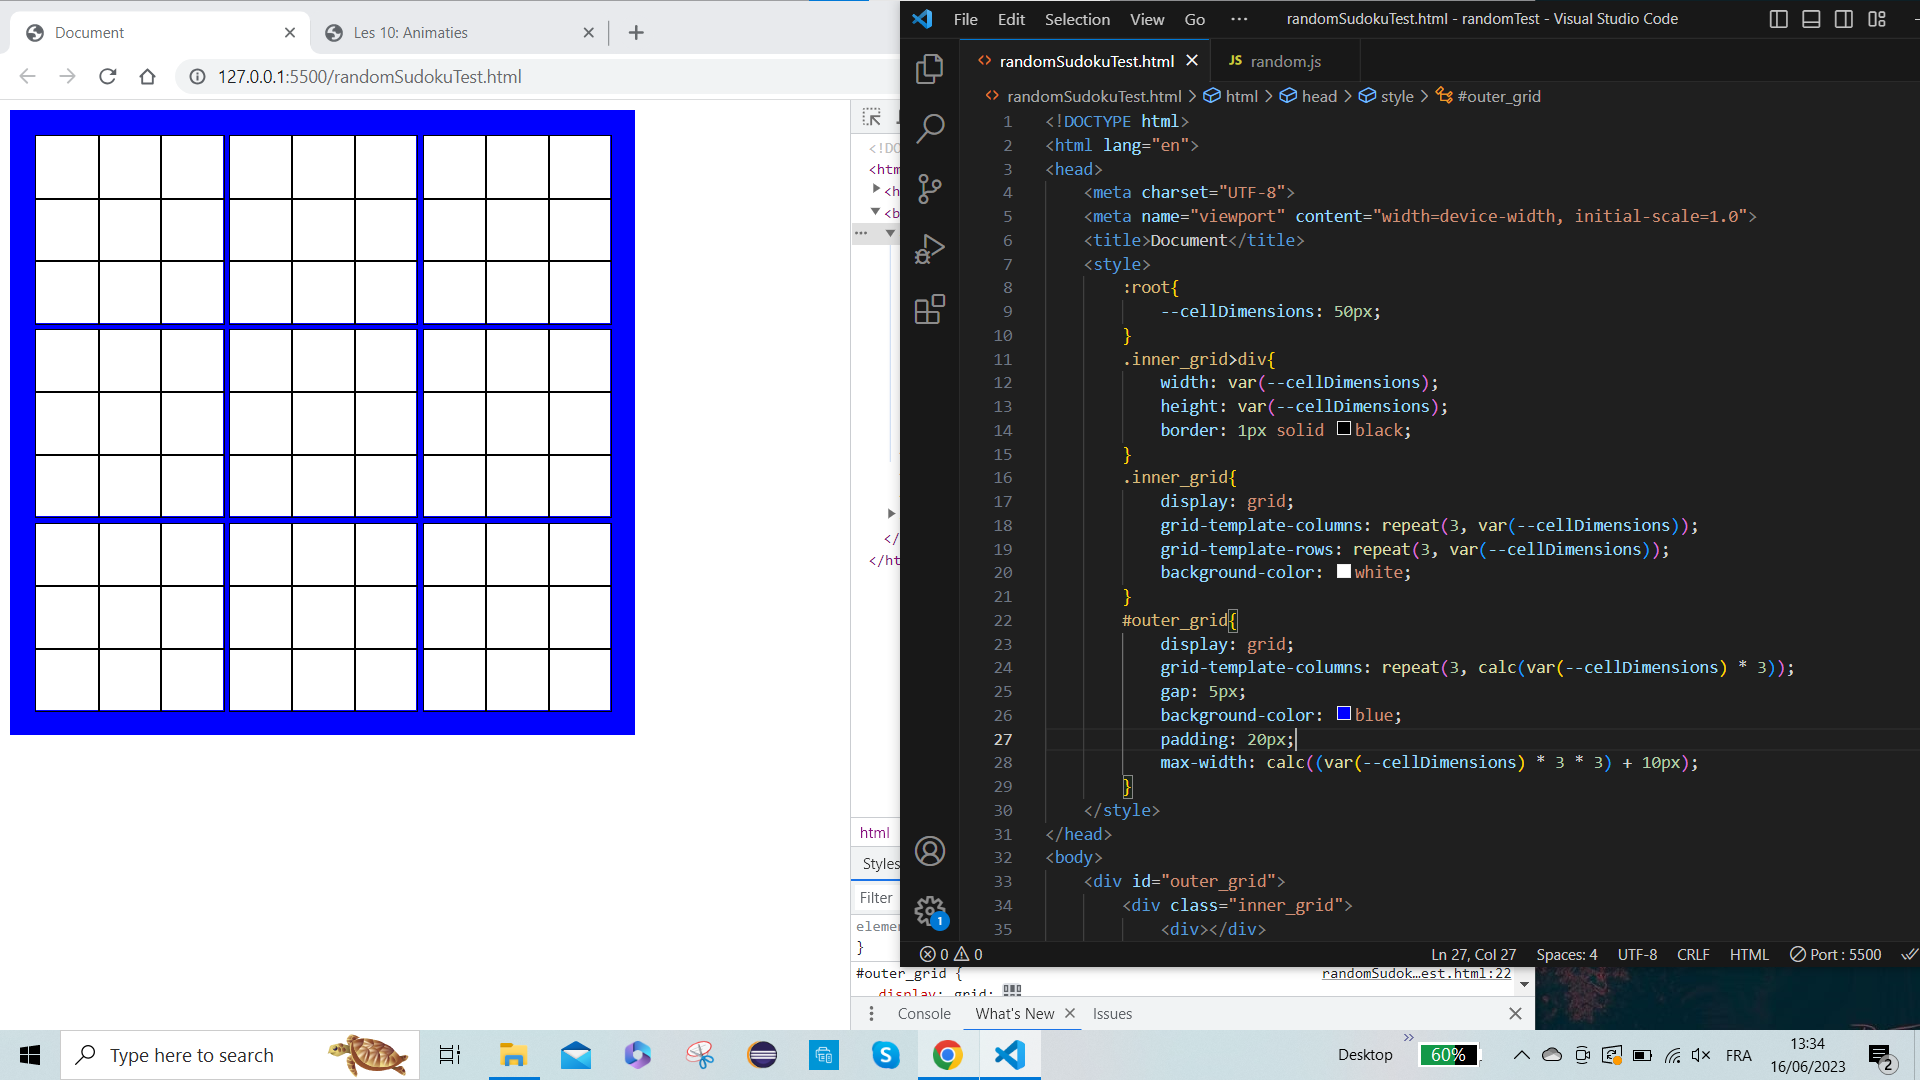 Document
Les 10: Animaties
127.0.0.1:5500/randomSudokuTest.html
<!DO
<htm
<h
<b
</
</ht
html
Styles
Filter
elemen
}
#outer_grid {
randomSudok...est.html:22
display: grid;
Console
What's New
Issues
File Edit Selection View Go ···
randomSudokuTest.html - randomTest - Visual Studio Code
<> randomSudokuTest.html
JS random.js
<> randomSudokuTest.html > html > head > style > #outer_grid
1 <!DOCTYPE html>
2 <html lang="en">
3 <head>
4 <meta charset="UTF-8">
5 <meta name="viewport" content="width=device-width, initial-scale=1.0">
6 <title>Document</title>
7 <style>
8 :root{
9 --cellDimensions: 50px;
10 }
11 .inner_grid>div{
12 width: var(--cellDimensions);
13 height: var(--cellDimensions);
14 border: 1px solid black;
15 }
16 .inner_grid{
17 display: grid;
18 grid-template-columns: repeat(3, var(--cellDimensions));
19 grid-template-rows: repeat(3, var(--cellDimensions));
20 background-color: white;
21 }
22 #outer_grid{
23 display: grid;
24 grid-template-columns: repeat(3, calc(var(--cellDimensions) * 3));
25 gap: 5px;
26 background-color: blue;
27 padding: 20px;
28 max-width: calc((var(--cellDimensions) * 3 * 3) + 10px);
29 }
30 </style>
31 </head>
32 <body>
33 <div id="outer_grid">
34 <div class="inner_grid">
35 <div></div>
1
0 0
Ln 27, Col 27
Spaces: 4
UTF-8
CRLF
HTML
Port : 5500
Type here to search
Desktop
60%
FRA
13:34
16/06/2023
2